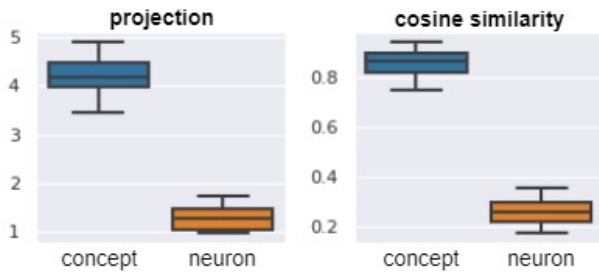 projection
5
4
3
2
1
concept neuron
cosine similarity
0.8
0.6
0.4
0.2
concept neuron